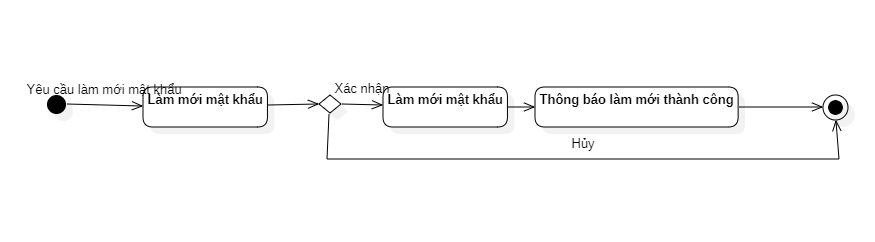 Yêu cầu làm mới mật khẩu
Làm mới mật khẩu
Xác nhận
Làm mới mật khẩu
Thông báo làm mới thành công
Hủy